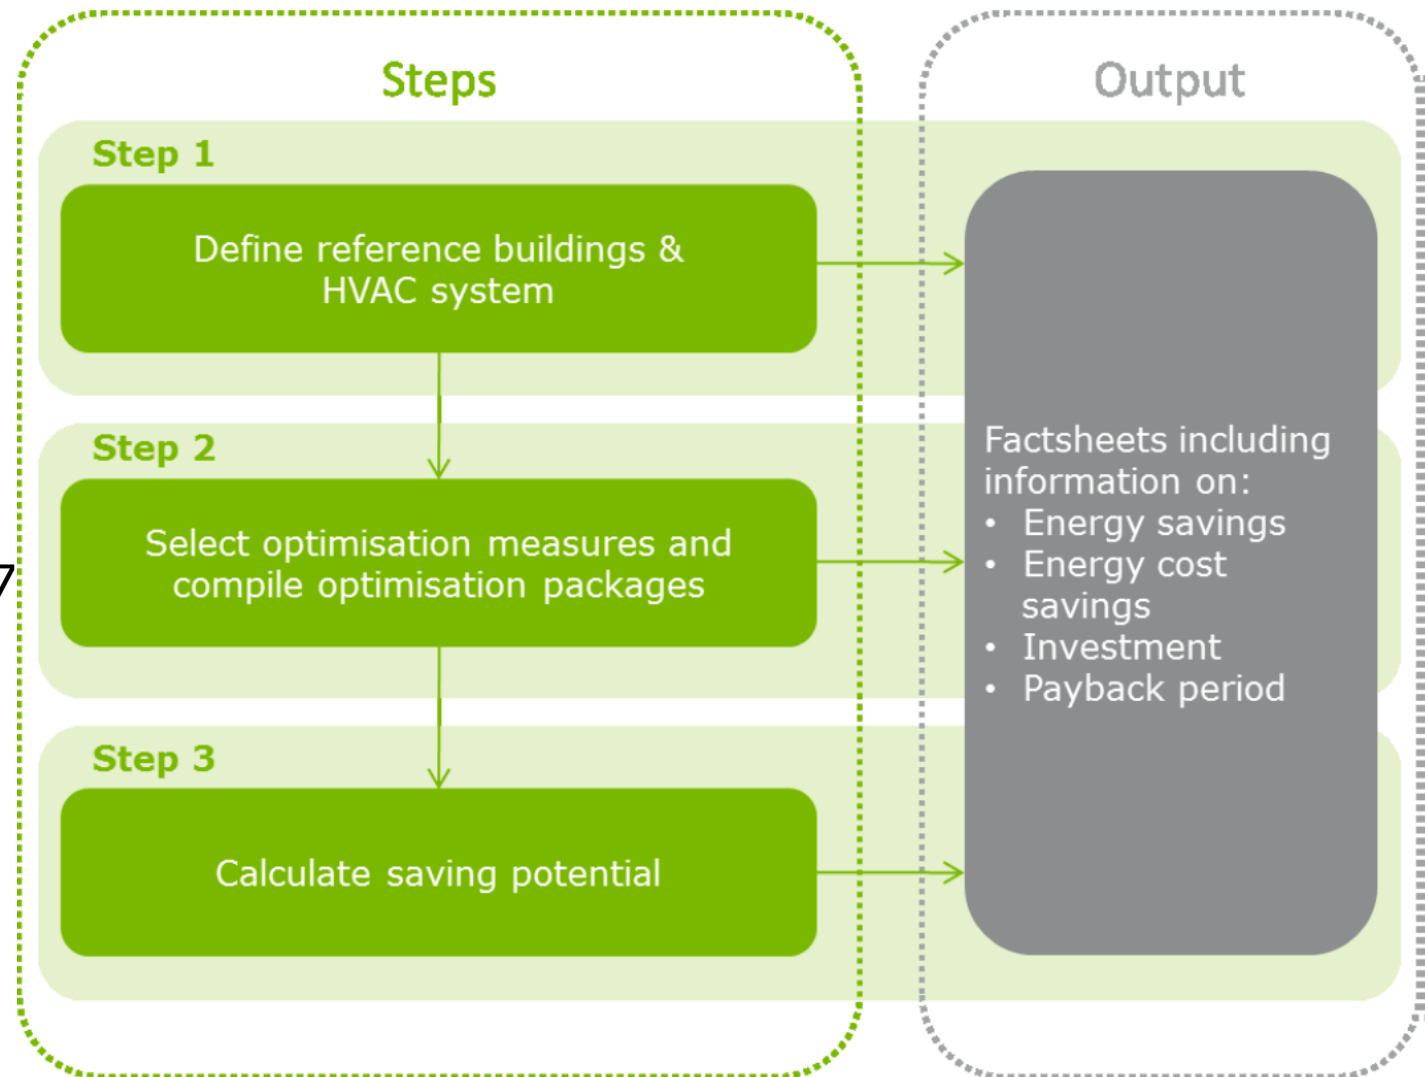 Steps
Output
Step 1
Define reference buildings &
HVAC system
Step 2
Select optimisation measures and
compile optimisation packages
7
Step 3
Calculate saving potential
Factsheets including
information on:
• Energy savings
• Energy cost
savings
• Investment
• Payback period